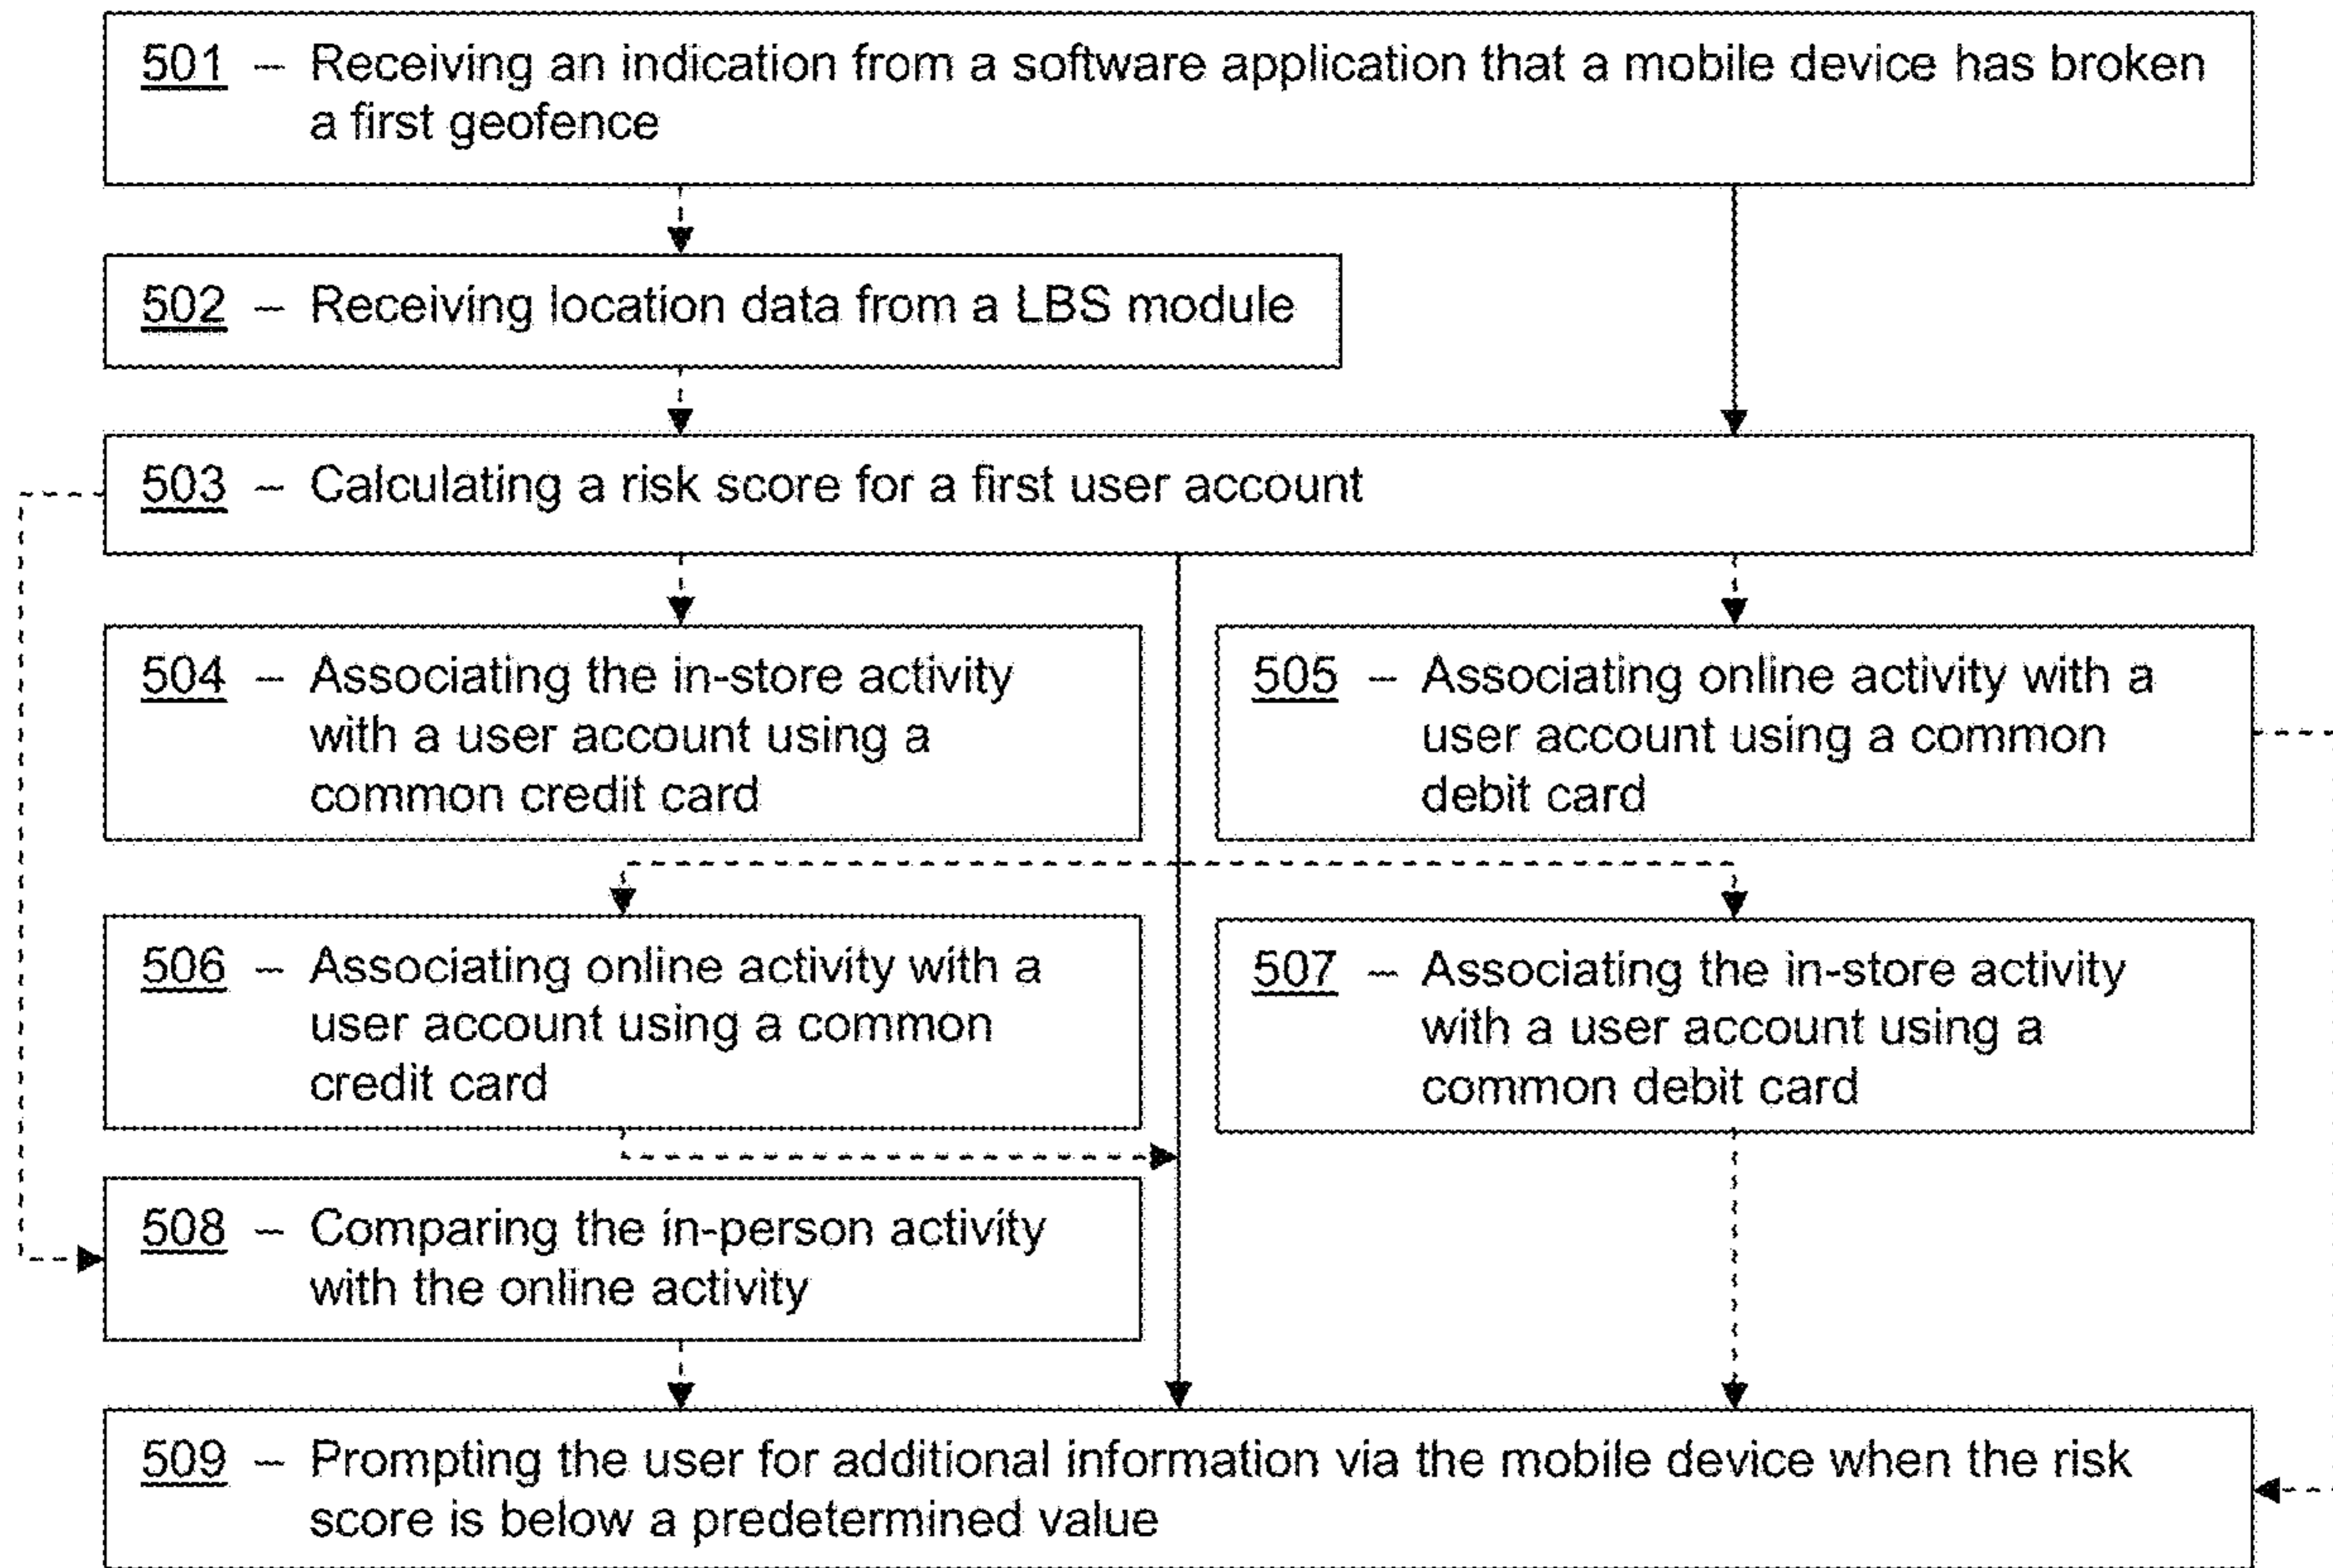 501 – Receiving an indication from a software application that a mobile device has broken
a first geofence
502 – Receiving location data from a LBS module
503 – Calculating a risk score for a first user account
504 – Associating the in-store activity
with a user account using a
common credit card
505 – Associating online activity with a
user account using a common
debit card
506 – Associating online activity with a
user account using a common
credit card
507 – Associating the in-store activity
with a user account using a
common debit card
508 – Comparing the in-person activity
with the online activity
509 – Prompting the user for additional information via the mobile device when the risk
score is below a predetermined value